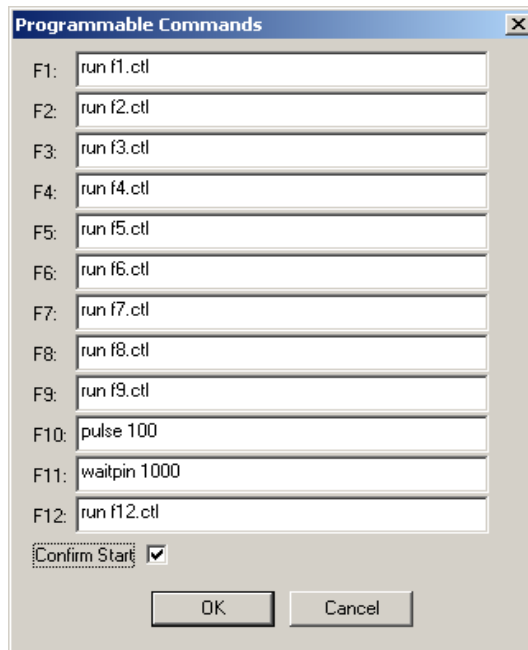 Programmable Commands
F1: run f1.ctl
F2: run f2.ctl
F3: run f3.ctl
F4: run f4.ctl
F5: run f5.ctl
F6: run f6.ctl
F7: run f7.ctl
F8: run f8.ctl
F9: run f9.ctl
F10: pulse 100
F11: waitpin 1000
F12: run f12.ctl
Confirm Start
OK Cancel